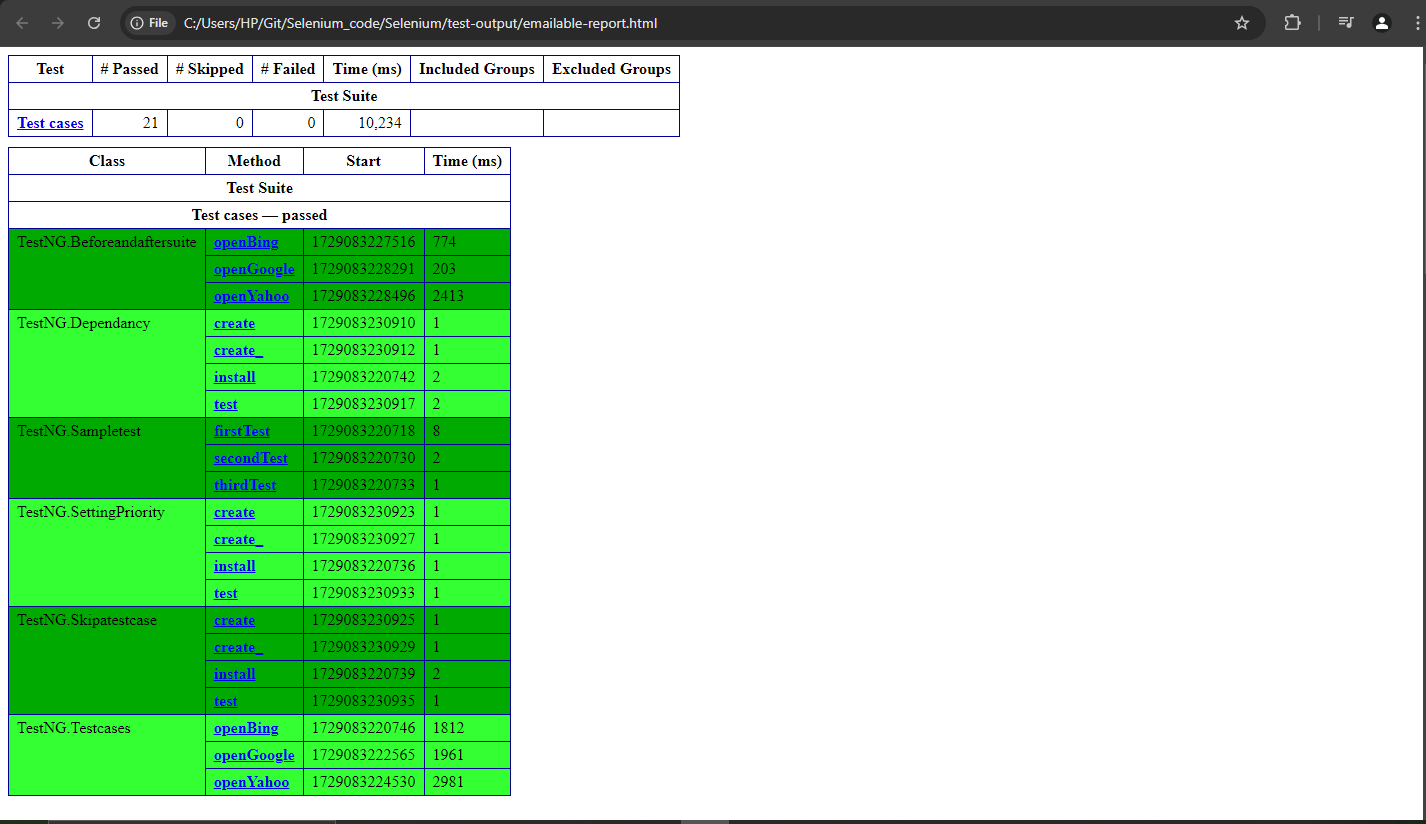 File C:/Users/HP/Git/Selenium_code/Selenium/test-output/emailable-report.html
Test # Passed # Skipped # Failed Time (ms) Included Groups Excluded Groups
Test Suite
Test cases 21 0 0 10,234
Class Method Start Time (ms)
Test Suite
Test cases — passed
TestNG.Beforeandaftersuite openBing 1729083227516 774
openGoogle 1729083228291 203
openYahoo 1729083228496 2413
TestNG.Dependancy create 1729083230910 1
create_ 1729083230912 1
install 1729083220742 2
test 1729083230917 2
TestNG.Sampletest firstTest 1729083220718 8
secondTest 1729083220730 2
thirdTest 1729083220733 1
TestNG.SettingPriority create 1729083230923 1
create_ 1729083230927 1
install 1729083220736 1
test 1729083230933 1
TestNG.Skipatestcase create 1729083230925 1
create_ 1729083230929 1
install 1729083220739 2
test 1729083230935 1
TestNG.Testcases openBing 1729083220746 1812
openGoogle 1729083222565 1961
openYahoo 1729083224530 2981